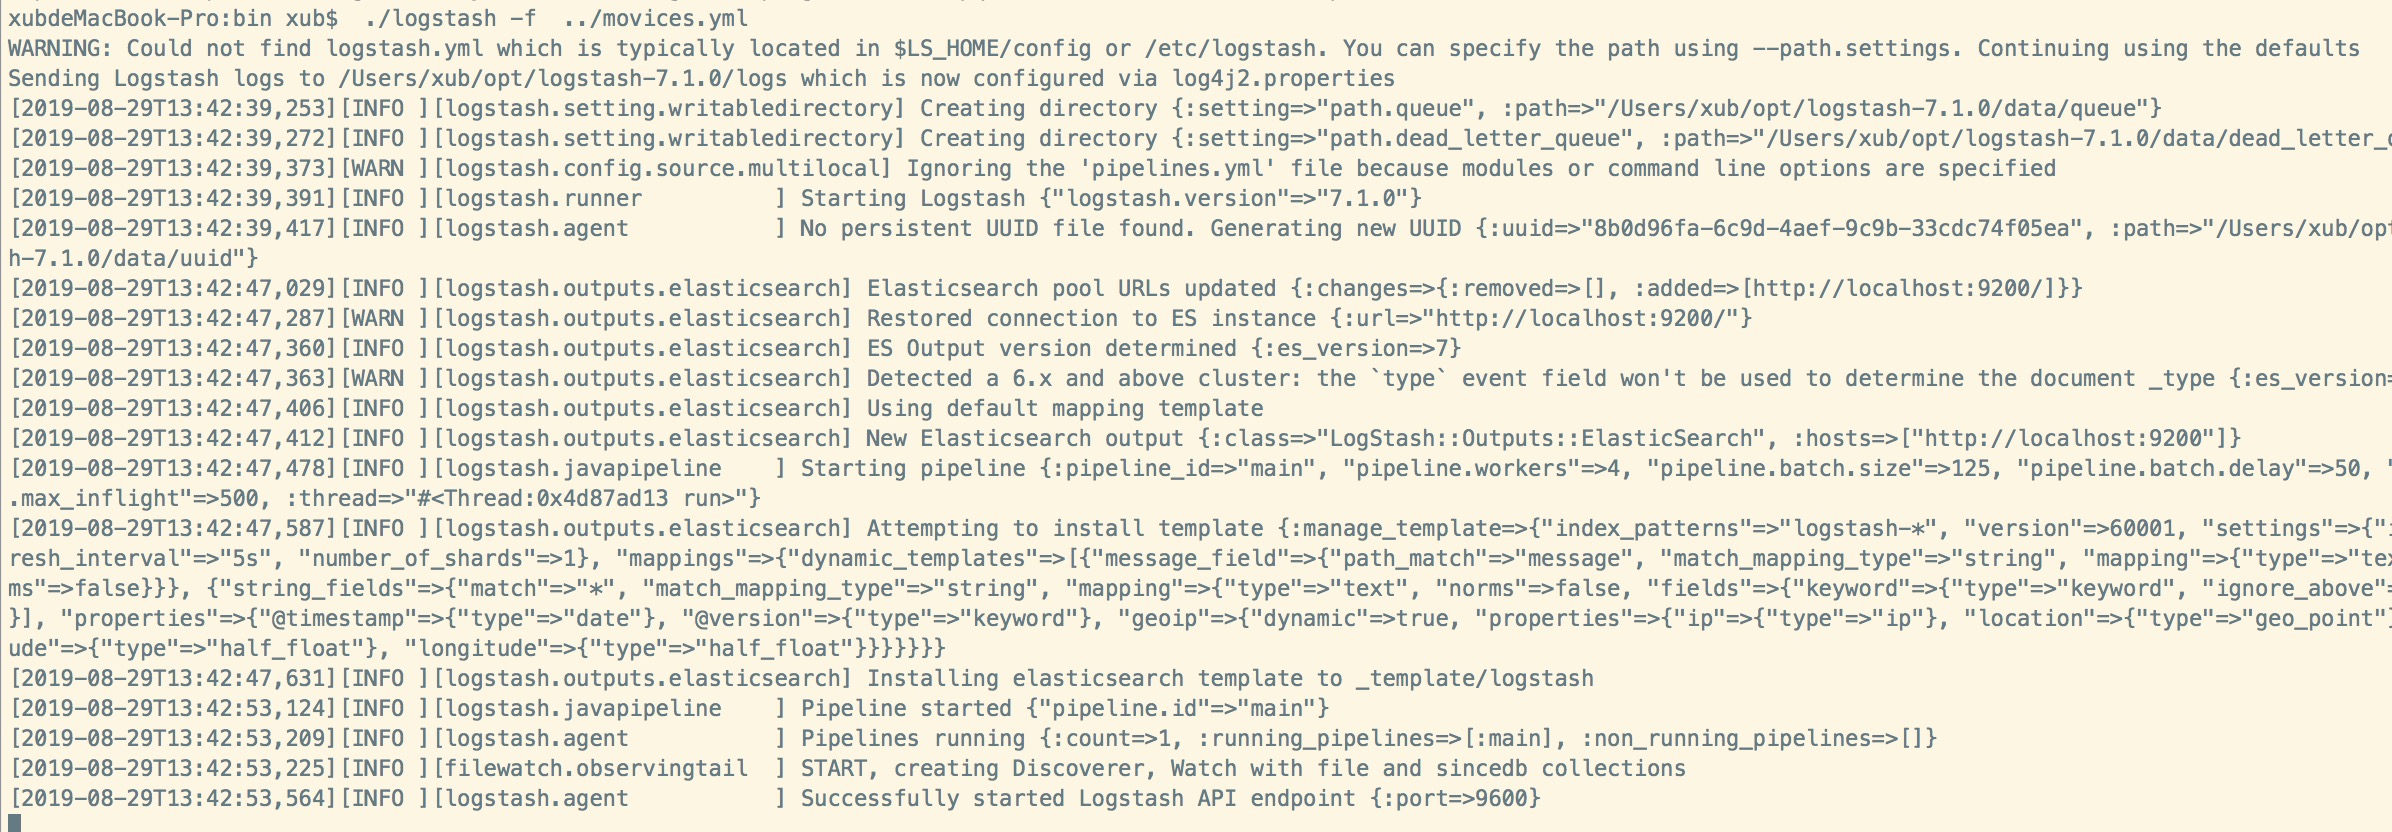 xubdeMacBook-Pro:bin xub$  ./logstash -f  ../movices.yml
WARNING: Could not find logstash.yml which is typically located in $LS_HOME/config or /etc/logstash. You can specify the path using --path.settings. Continuing using the defaults
Sending Logstash logs to /Users/xub/opt/logstash-7.1.0/logs which is now configured via log4j2.properties
[2019-08-29T13:42:39,253][INFO ][logstash.setting.writabledirectory] Creating directory {:setting=>"path.queue", :path=>"/Users/xub/opt/logstash-7.1.0/data/queue"}
[2019-08-29T13:42:39,272][INFO ][logstash.setting.writabledirectory] Creating directory {:setting=>"path.dead_letter_queue", :path=>"/Users/xub/opt/logstash-7.1.0/data/dead_letter_
[2019-08-29T13:42:39,373][WARN ][logstash.config.source.multilocal] Ignoring the 'pipelines.yml' file because modules or command line options are specified
[2019-08-29T13:42:39,391][INFO ][logstash.runner          ] Starting Logstash {"logstash.version"=>"7.1.0"}
[2019-08-29T13:42:39,417][INFO ][logstash.agent           ] No persistent UUID file found. Generating new UUID {:uuid=>"8b0d96fa-6c9d-4aef-9c9b-33cdc74f05ea", :path=>"/Users/xub/opt
h-7.1.0/data/uuid"}
[2019-08-29T13:42:47,029][INFO ][logstash.outputs.elasticsearch] Elasticsearch pool URLs updated {:changes=>{:removed=>[], :added=>[http://localhost:9200/]}}
[2019-08-29T13:42:47,287][WARN ][logstash.outputs.elasticsearch] Restored connection to ES instance {:url=>"http://localhost:9200/"}
[2019-08-29T13:42:47,360][INFO ][logstash.outputs.elasticsearch] ES Output version determined {:es_version=>7}
[2019-08-29T13:42:47,363][WARN ][logstash.outputs.elasticsearch] Detected a 6.x and above cluster: the `type` event field won't be used to determine the document _type {:es_version=
[2019-08-29T13:42:47,406][INFO ][logstash.outputs.elasticsearch] Using default mapping template
[2019-08-29T13:42:47,412][INFO ][logstash.outputs.elasticsearch] New Elasticsearch output {:class=>"LogStash::Outputs::ElasticSearch", :hosts=>["http://localhost:9200"]}
[2019-08-29T13:42:47,478][INFO ][logstash.javapipeline    ] Starting pipeline {:pipeline_id=>"main", "pipeline.workers"=>4, "pipeline.batch.size"=>125, "pipeline.batch.delay"=>50, "
.max_inflight"=>500, :thread=>"#<Thread:0x4d87ad13 run>"}
[2019-08-29T13:42:47,587][INFO ][logstash.outputs.elasticsearch] Attempting to install template {:manage_template=>{"index_patterns"=>"logstash-*", "version"=>60001, "settings"=>{"i
resh_interval"=>"5s", "number_of_shards"=>1}, "mappings"=>{"dynamic_templates"=>[{"message_field"=>{"path_match"=>"message", "match_mapping_type"=>"string", "mapping"=>{"type"=>"tex
ms"=>false}}}, {"string_fields"=>{"match"=>"*", "match_mapping_type"=>"string", "mapping"=>{"type"=>"text", "norms"=>false, "fields"=>{"keyword"=>{"type"=>"keyword", "ignore_above"=
}], "properties"=>{"@timestamp"=>{"type"=>"date"}, "@version"=>{"type"=>"keyword"}, "geoip"=>{"dynamic"=>true, "properties"=>{"ip"=>{"type"=>"ip"}, "location"=>{"type"=>"geo_point"}
ude"=>{"type"=>"half_float"}, "longitude"=>{"type"=>"half_float"}}}}}}}
[2019-08-29T13:42:47,631][INFO ][logstash.outputs.elasticsearch] Installing elasticsearch template to _template/logstash
[2019-08-29T13:42:53,124][INFO ][logstash.javapipeline    ] Pipeline started {"pipeline.id"=>"main"}
[2019-08-29T13:42:53,209][INFO ][logstash.agent           ] Pipelines running {:count=>1, :running_pipelines=>[:main], :non_running_pipelines=>[]}
[2019-08-29T13:42:53,225][INFO ][filewatch.observingtail  ] START, creating Discoverer, Watch with file and sincedb collections
[2019-08-29T13:42:53,564][INFO ][logstash.agent           ] Successfully started Logstash API endpoint {:port=>9600}